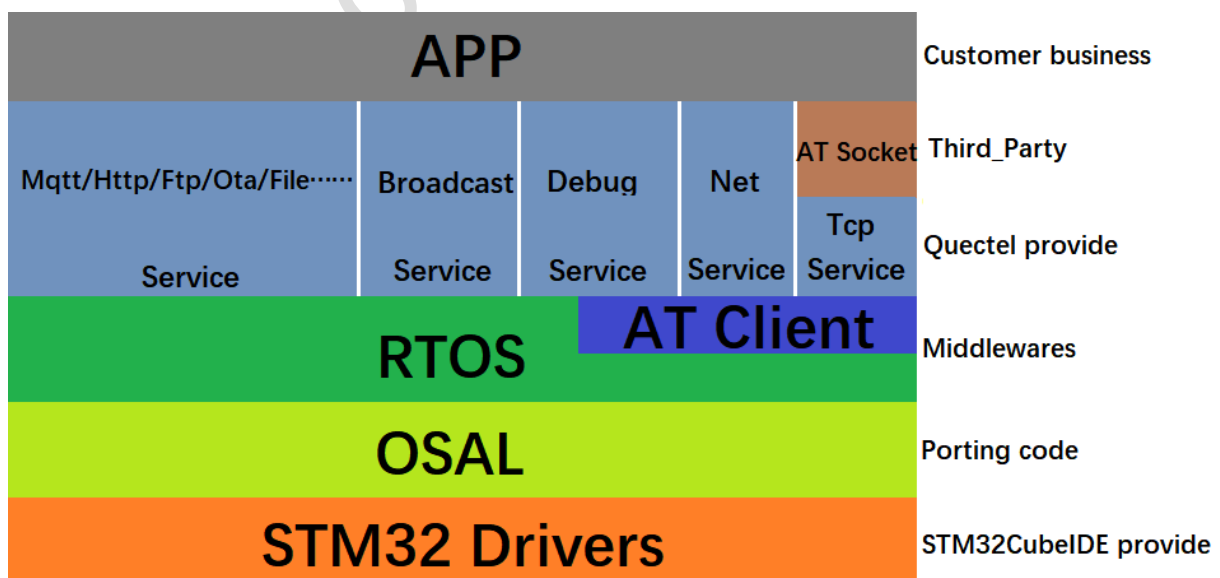 APP
Customer business
Mqtt/Http/Ftp/Ota/File······
Service
Broadcast
Service
Debug
Service
Net
Service
AT Socket
Third_Party
Tcp
Service
Quectel provide
RTOS
AT Client
Middlewares
OSAL
Porting code
STM32 Drivers
STM32CubeIDE provide